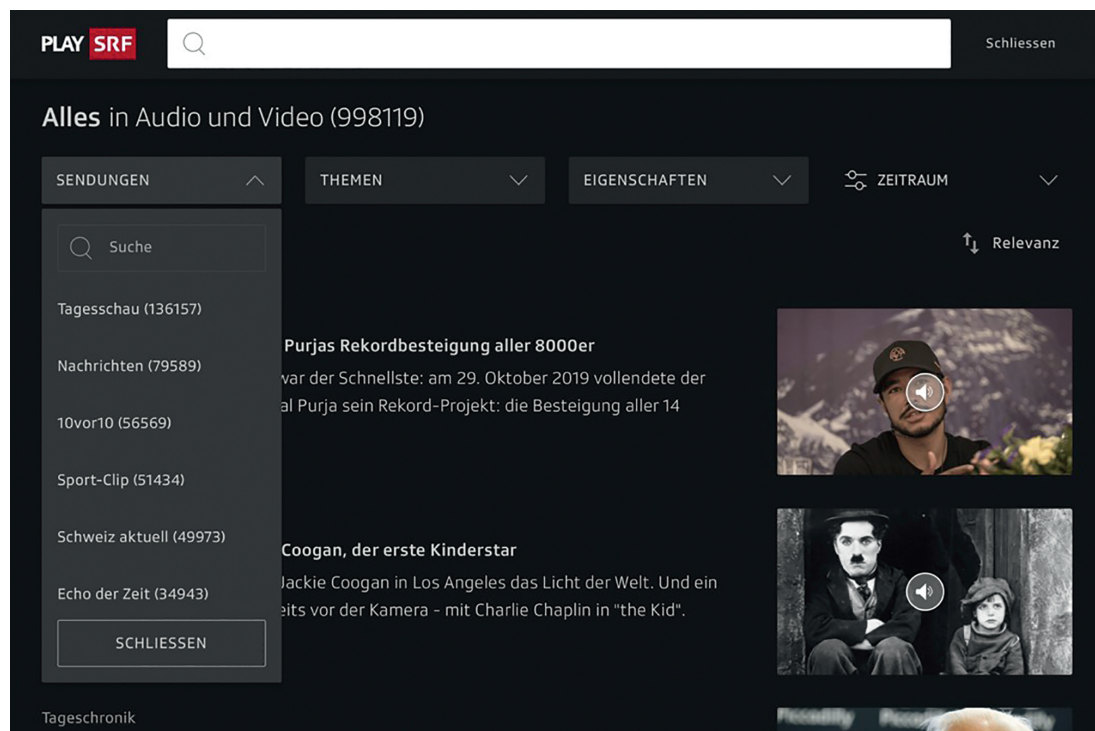 PLAY SRF
Schliessen
Alles in Audio und Video (998119)
SENDUNGEN
THEMEN
EIGENSCHAFTEN
ZEITRAUM
Relevanz
Suche
Tagesschau (136157)
Nachrichten (79589)
10vor10 (56569)
Sport-Clip (51434)
Schweiz aktuell (49973)
Echo der Zeit (34943)
SCHLIESSEN
Purjas Rekordbesteigung aller 8000er
war der Schnellste: am 29. Oktober 2019 vollendete der
al Purja sein Rekord-Projekt: die Besteigung aller 14
Coogan, der erste Kinderstar
Jackie Coogan in Los Angeles das Licht der Welt. Und ein
eits vor der Kamera - mit Charlie Chaplin in "the Kid".
Tageschronik
Piccadilly